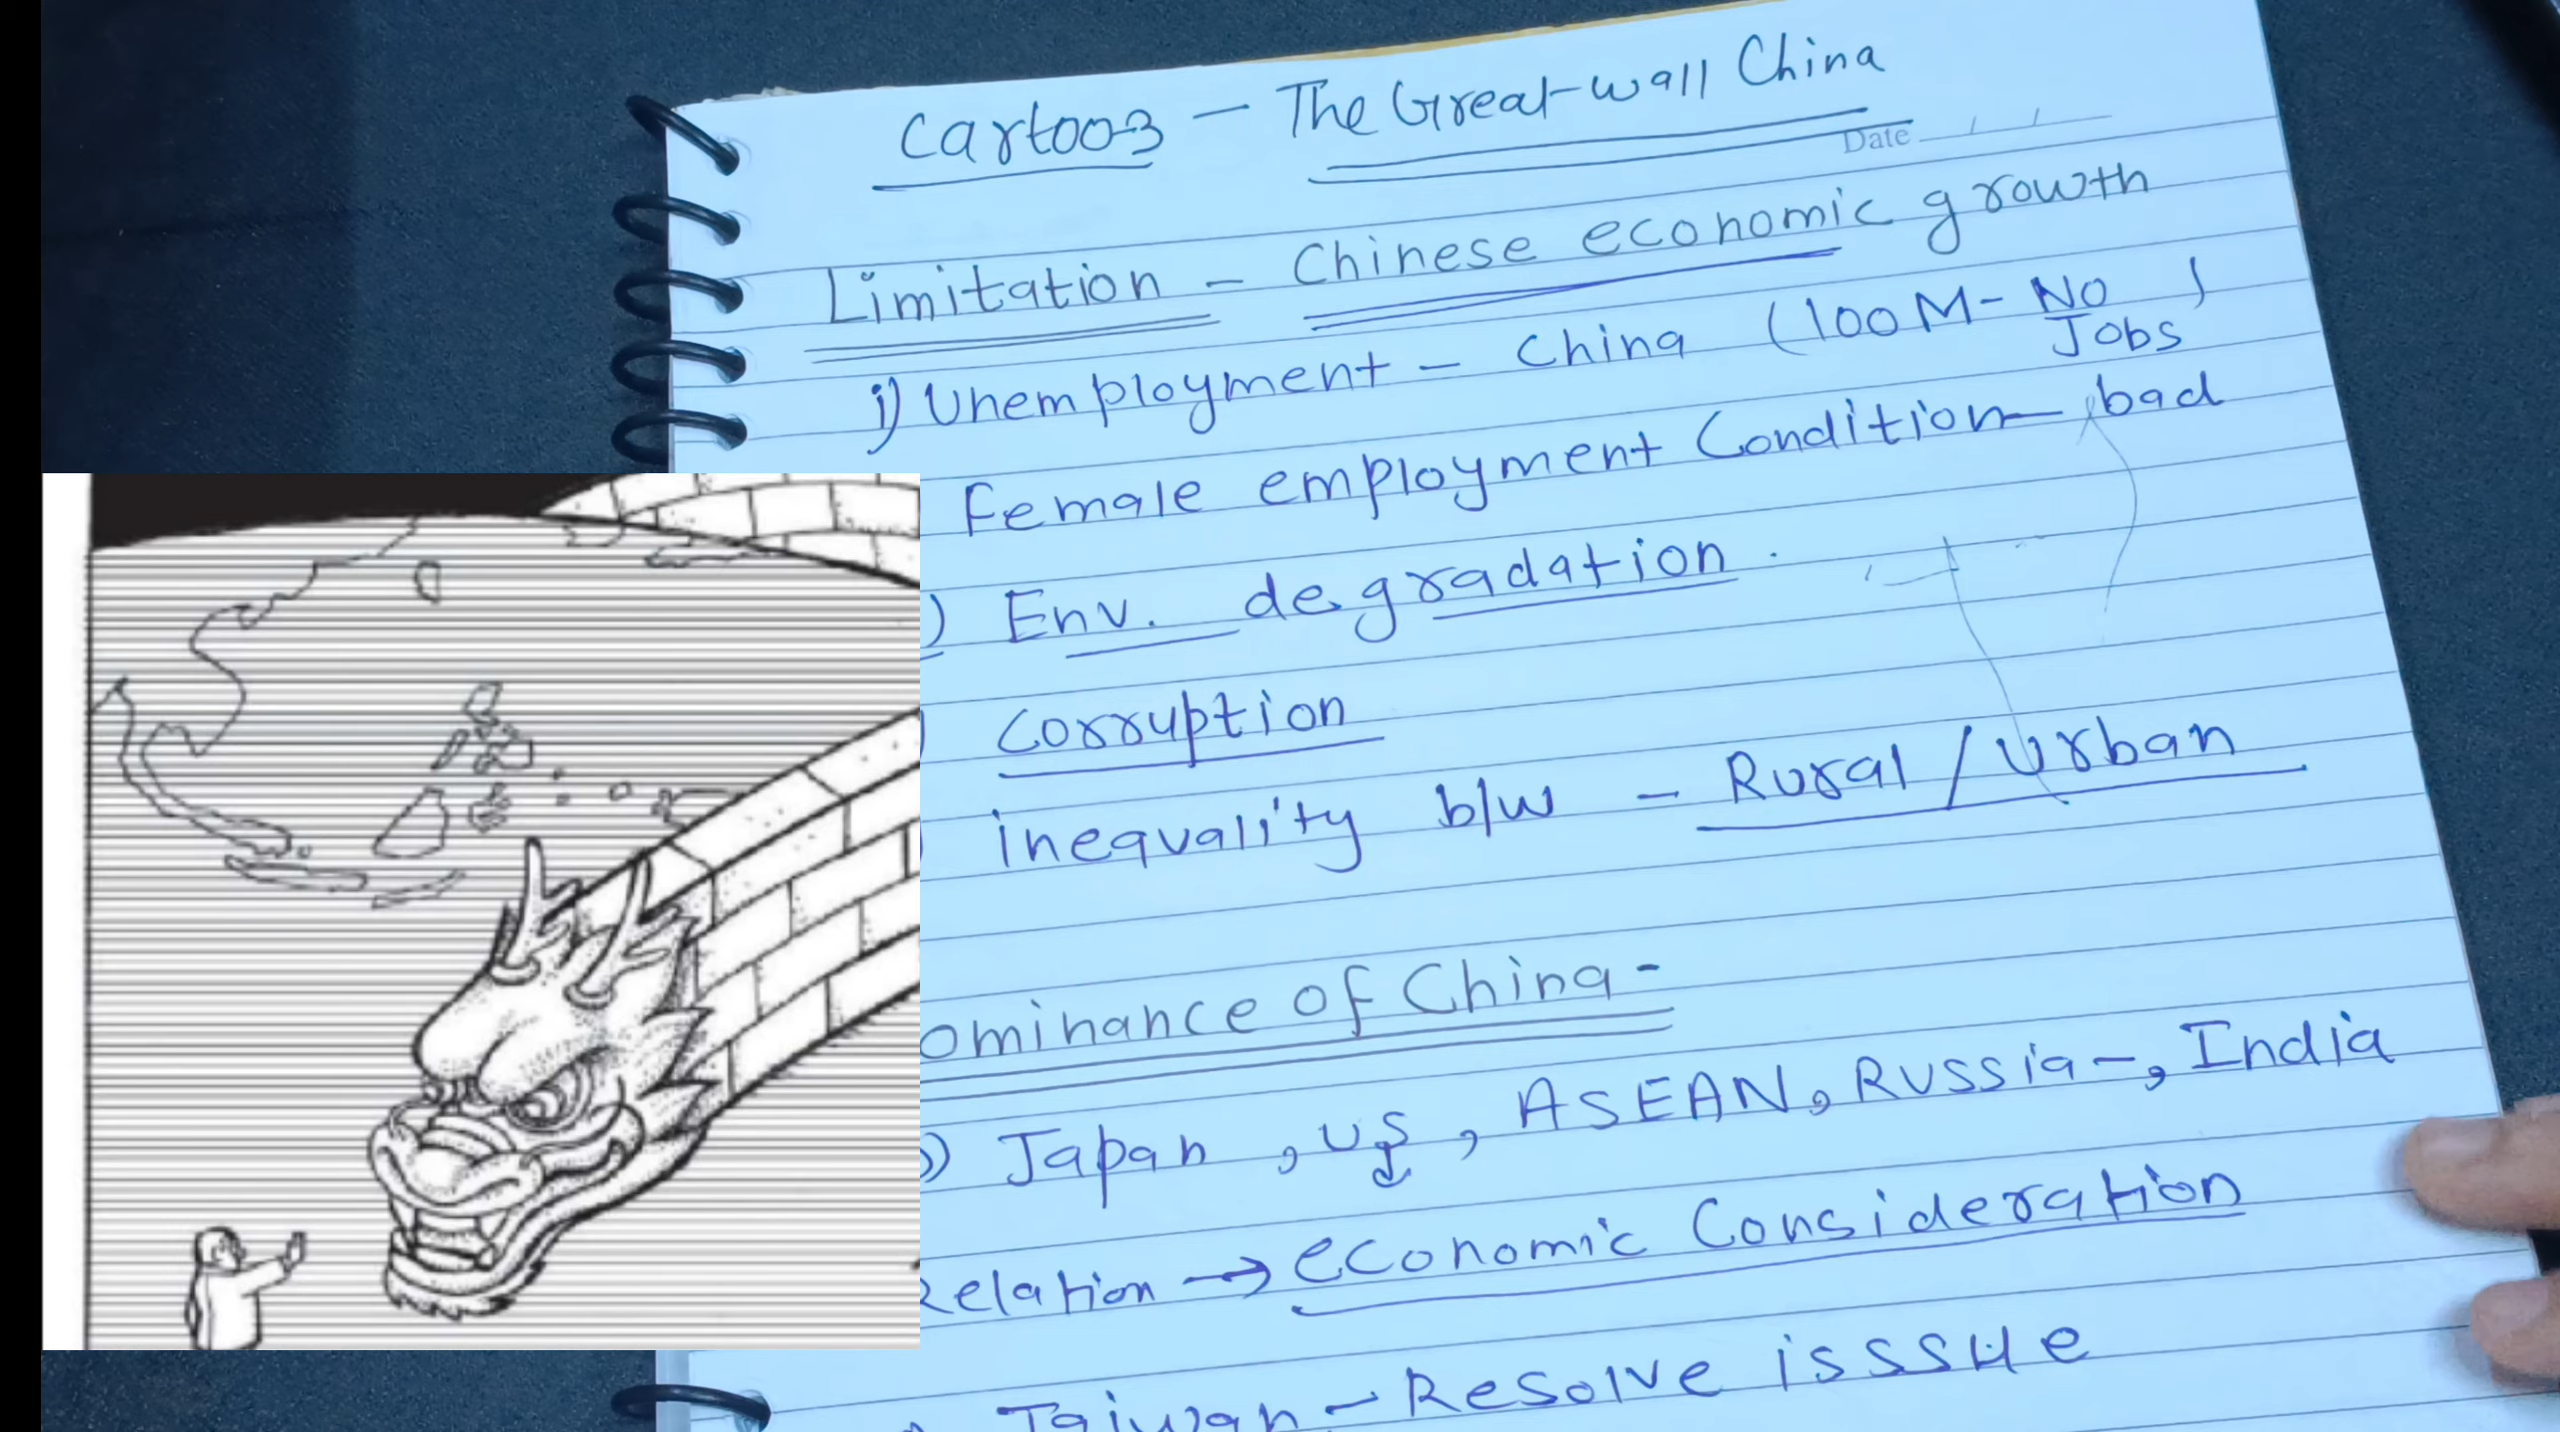 Cartoo3 - The Great-wall China
Date / /
Limitation - Chinese economic growth
i) Unemployment - China (100M- No Jobs)
Female employment Condition - bad
) Env. degradation.
) Corruption
) inequality b/w - Rural / Urban
ominance of China -
) Japan, US, ASEAN, Russia-, India
Relation → economic Consideration
Taiwan - Resolve isssue